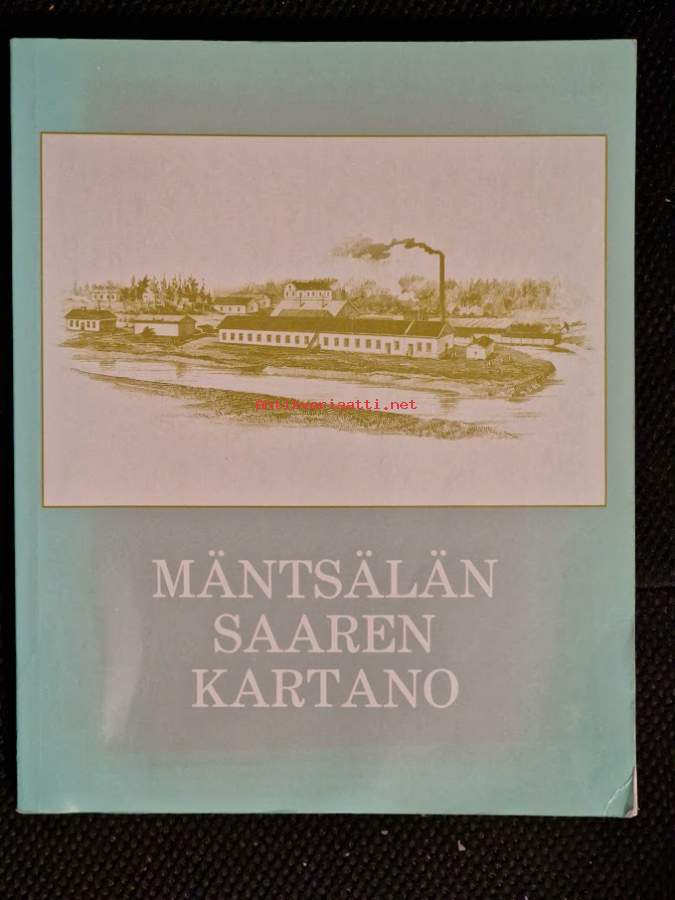 antikvariaatti.net
MÄNTSÄLÄN
SAAREN
KARTANO